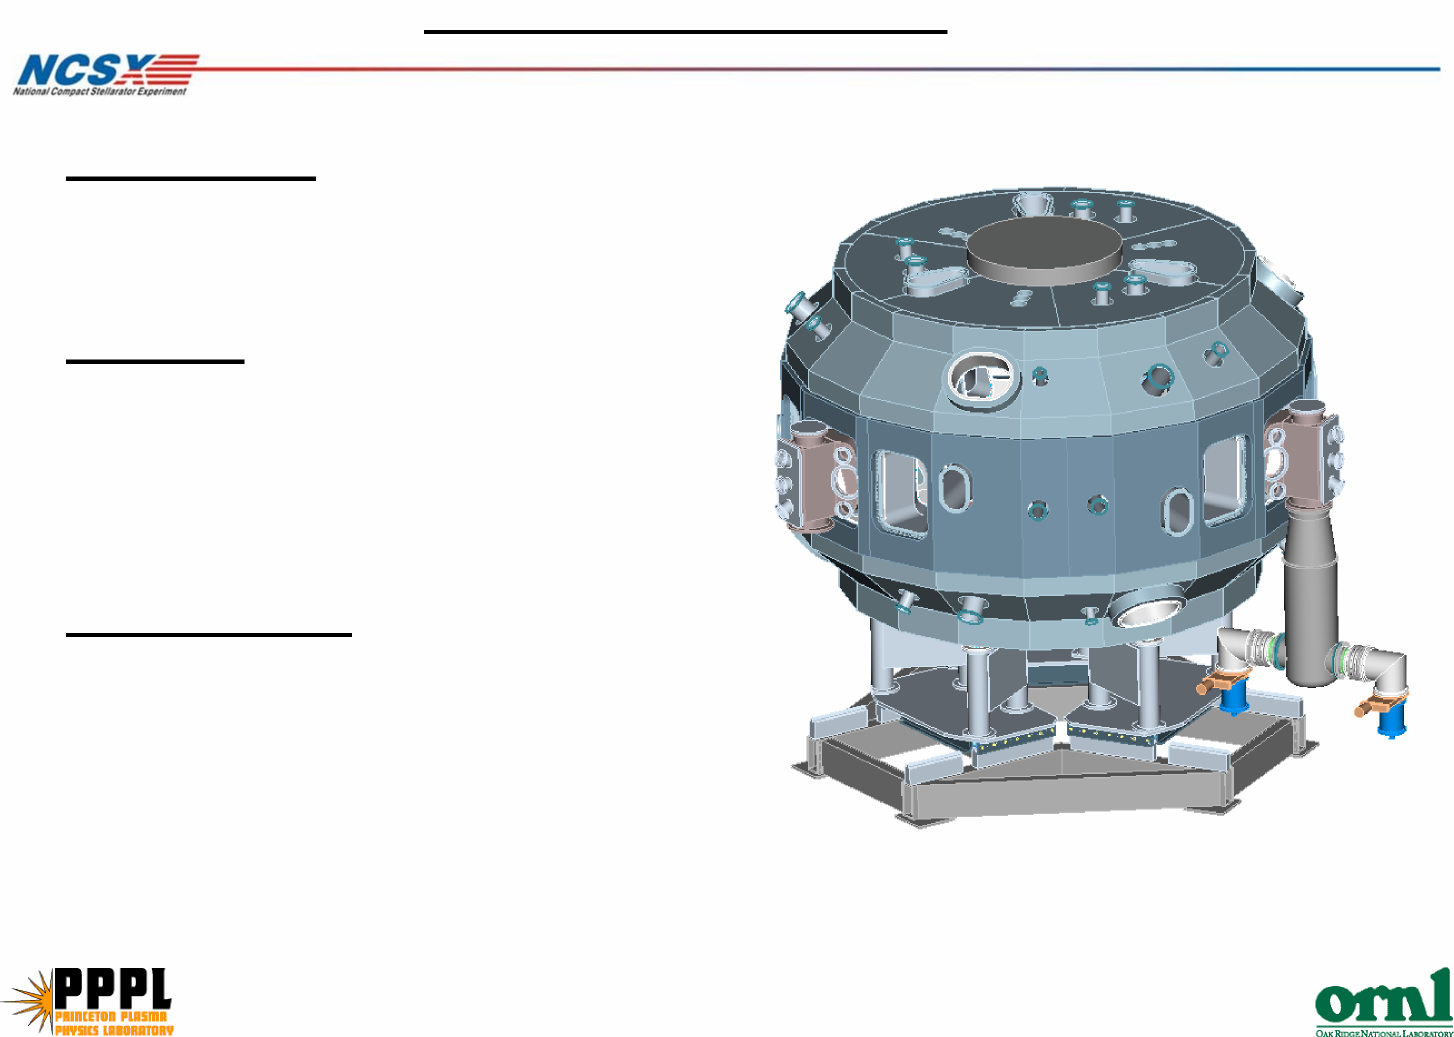 NCSX
National Compact Stellarator Experiment
PPPL
PRINCETON PLASMA
PHYSICS LABORATORY
ornl
OAK RIDGE NATIONAL LABORATORY